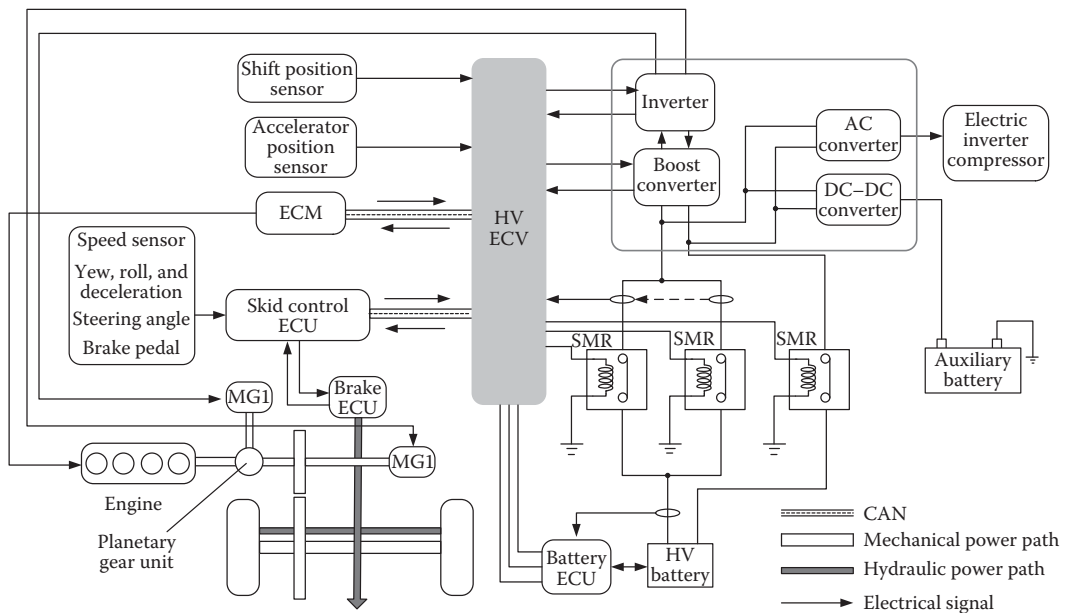 Shift position
sensor
Accelerator
position
sensor
ECM
Speed sensor
Yew, roll, and
deceleration
Steering angle
Brake pedal
Skid control
ECU
Brake
ECU
MG1
MG1
Engine
Planetary
gear unit
HV
ECV
Inverter
Boost
converter
AC
converter
DC–DC
converter
Electric
inverter
compressor
SMR
SMR
SMR
Auxiliary
battery
Battery
ECU
HV
battery
CAN
Mechanical power path
Hydraulic power path
Electrical signal